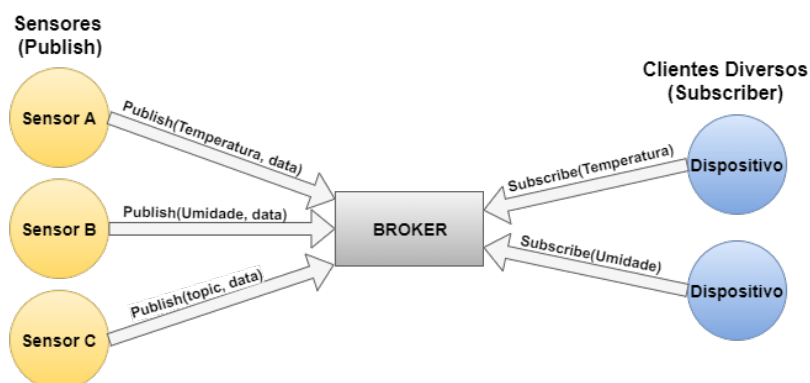 Sensores
(Publish)
Sensor A
Publish(Temperatura, data)
Sensor B
Publish(Umidade, data)
Sensor C
Publish(topic, data)
BROKER
Clientes Diversos
(Subscriber)
Subscribe(Temperatura)
Dispositivo
Subscribe(Umidade)
Dispositivo